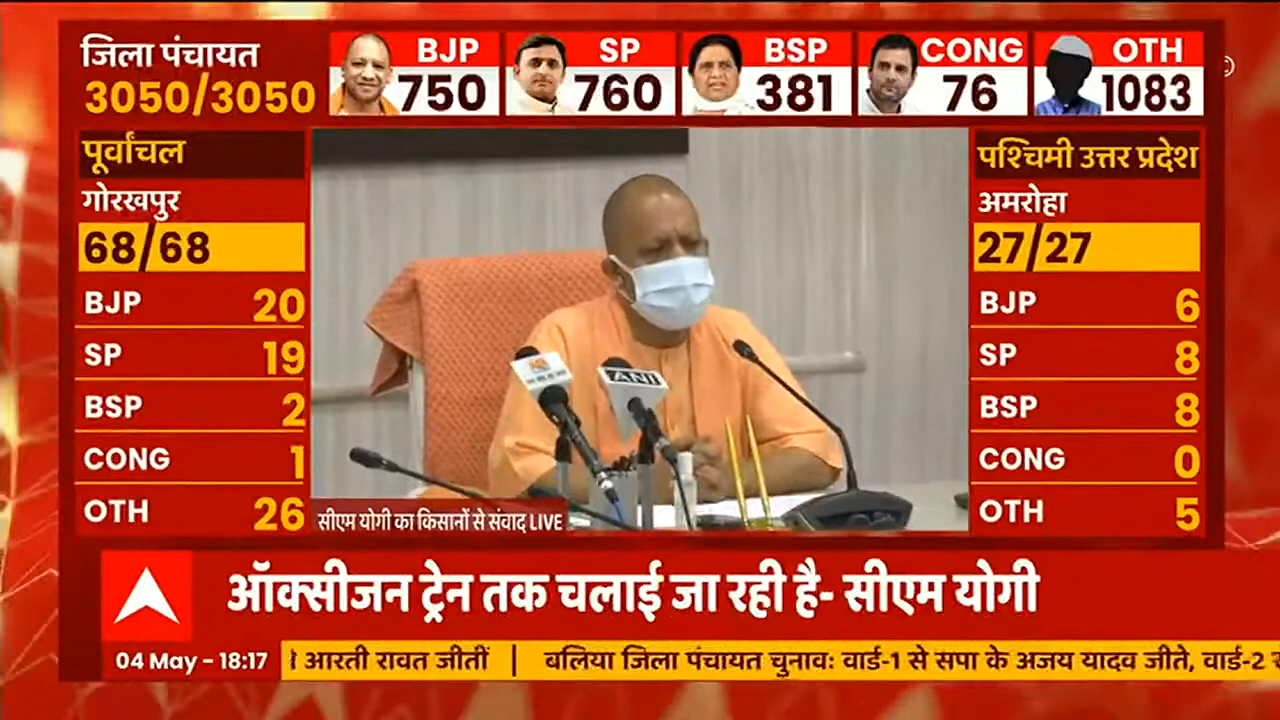 जिला पंचायत
3050/3050
BJP
750
SP
760
BSP
381
CONG
76
OTH
1083
पूर्वांचल
गोरखपुर
68/68
BJP 20
SP 19
BSP 2
CONG 1
OTH 26
ANI
सीएम योगी का किसानों से संवाद LIVE
पश्चिमी उत्तर प्रदेश
अमरोहा
27/27
BJP 6
SP 8
BSP 8
CONG 0
OTH 5
ऑक्सीजन ट्रेन तक चलाई जा रही है- सीएम योगी
04 May - 18:17
आरती रावत जीतीं | बलिया जिला पंचायत चुनावः वार्ड-1 से सपा के अजय यादव जीते, वार्ड-2